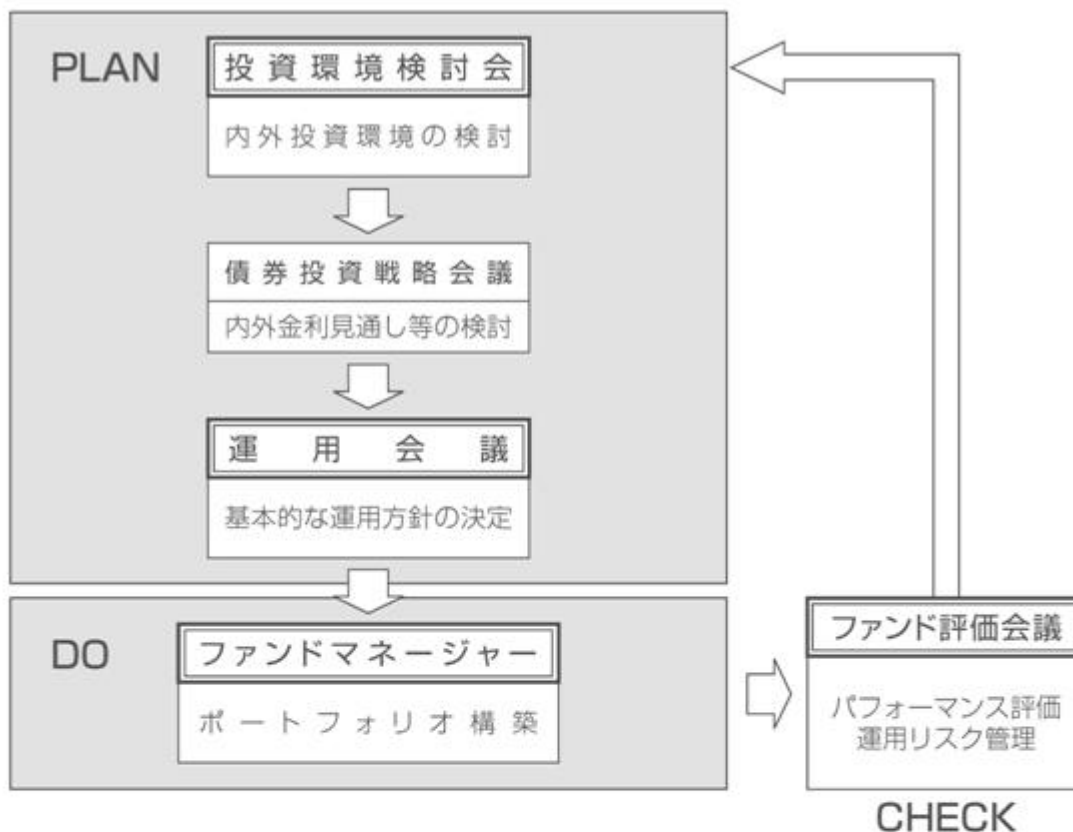 PLAN
投資環境検討会
内外投資環境の検討
債券投資戦略会議
内外金利見通し等の検討
運用会議
基本的な運用方針の決定
DO
ファンドマネージャー
ポートフォリオ構築
ファンド評価会議
パフォーマンス評価
運用リスク管理
CHECK